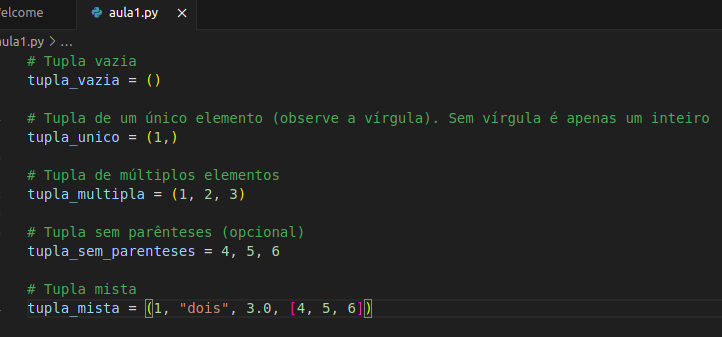 elcome
aula1.py
aula1.py > ...
# Tupla vazia
tupla_vazia = ()
# Tupla de um único elemento (observe a vírgula). Sem vírgula é apenas um inteiro
tupla_unico = (1,)
# Tupla de múltiplos elementos
tupla_multipla = (1, 2, 3)
# Tupla sem parênteses (opcional)
tupla_sem_parenteses = 4, 5, 6
# Tupla mista
tupla_mista = (1, "dois", 3.0, [4, 5, 6])